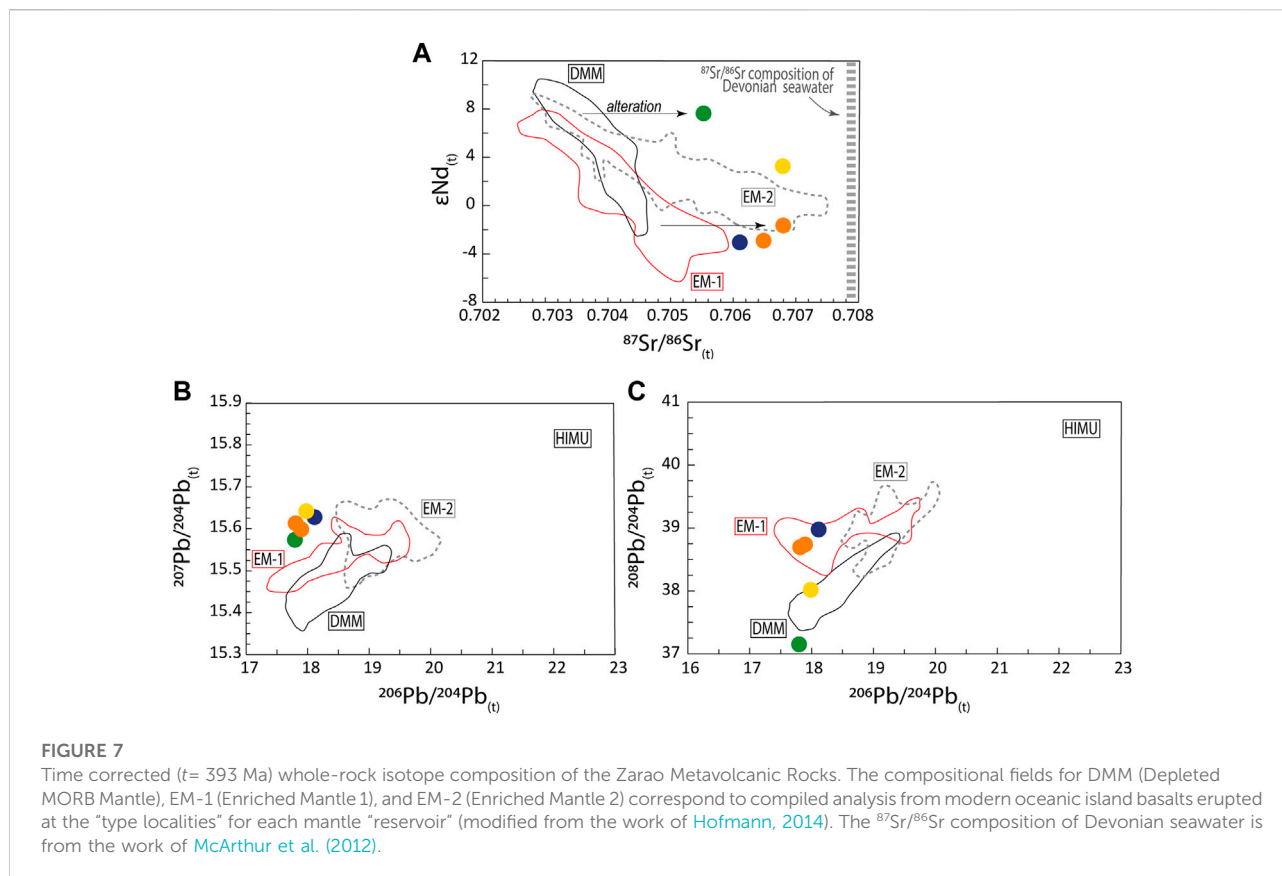 A
12
8
4
0
-4
-8
εNd(t)
DMM
⁸⁷Sr/⁸⁶Sr composition of
Devonian seawater
alteration
EM-2
EM-1
0.702 0.703 0.704 0.705 0.706 0.707 0.708
⁸⁷Sr/⁸⁶Sr(t)
B
15.9
15.8
15.7
15.6
15.5
15.4
15.3
²⁰⁷Pb/²⁰⁴Pb(t)
HIMU
EM-2
EM-1
DMM
17 18 19 20 21 22 23
²⁰⁶Pb/²⁰⁴Pb(t)
C
41
40
39
38
37
²⁰⁸Pb/²⁰⁴Pb(t)
HIMU
EM-2
EM-1
DMM
16 17 18 19 20 21 22 23
²⁰⁶Pb/²⁰⁴Pb(t)
FIGURE 7
Time corrected (t= 393 Ma) whole-rock isotope composition of the Zarao Metavolcanic Rocks. The compositional fields for DMM (Depleted
MORB Mantle), EM-1 (Enriched Mantle 1), and EM-2 (Enriched Mantle 2) correspond to compiled analysis from modern oceanic island basalts erupted
at the “type localities” for each mantle “reservoir” (modified from the work of Hofmann, 2014). The ⁸⁷Sr/⁸⁶Sr composition of Devonian seawater is
from the work of McArthur et al. (2012).